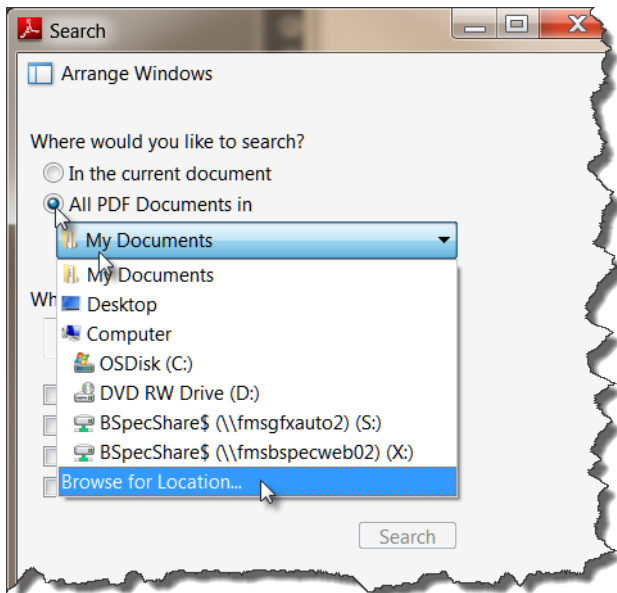 Search
Arrange Windows
Where would you like to search?
In the current document
All PDF Documents in
My Documents
My Documents
Wh
Desktop
Computer
OSDisk (C:)
DVD RW Drive (D:)
BSpecShare$ (\\fmsgfxauto2) (S:)
BSpecShare$ (\\fmsbspecweb02) (X:)
Browse for Location...
Search